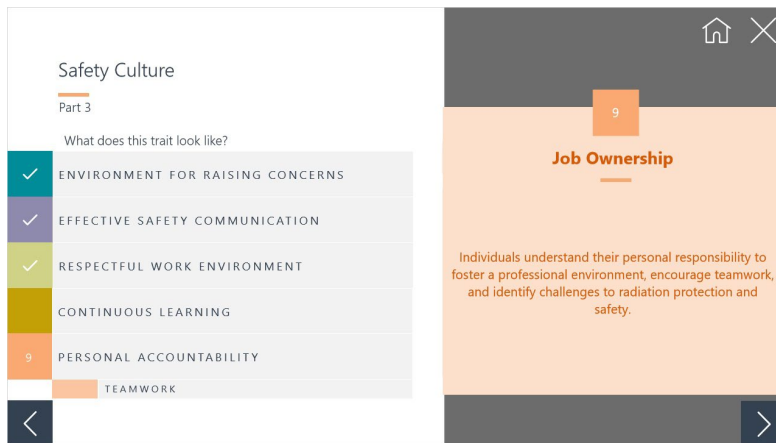 Safety Culture
Part 3
What does this trait look like?
ENVIRONMENT FOR RAISING CONCERNS
EFFECTIVE SAFETY COMMUNICATION
RESPECTFUL WORK ENVIRONMENT
CONTINUOUS LEARNING
9 PERSONAL ACCOUNTABILITY
TEAMWORK
9
Job Ownership
Individuals understand their personal responsibility to
foster a professional environment, encourage teamwork,
and identify challenges to radiation protection and
safety.